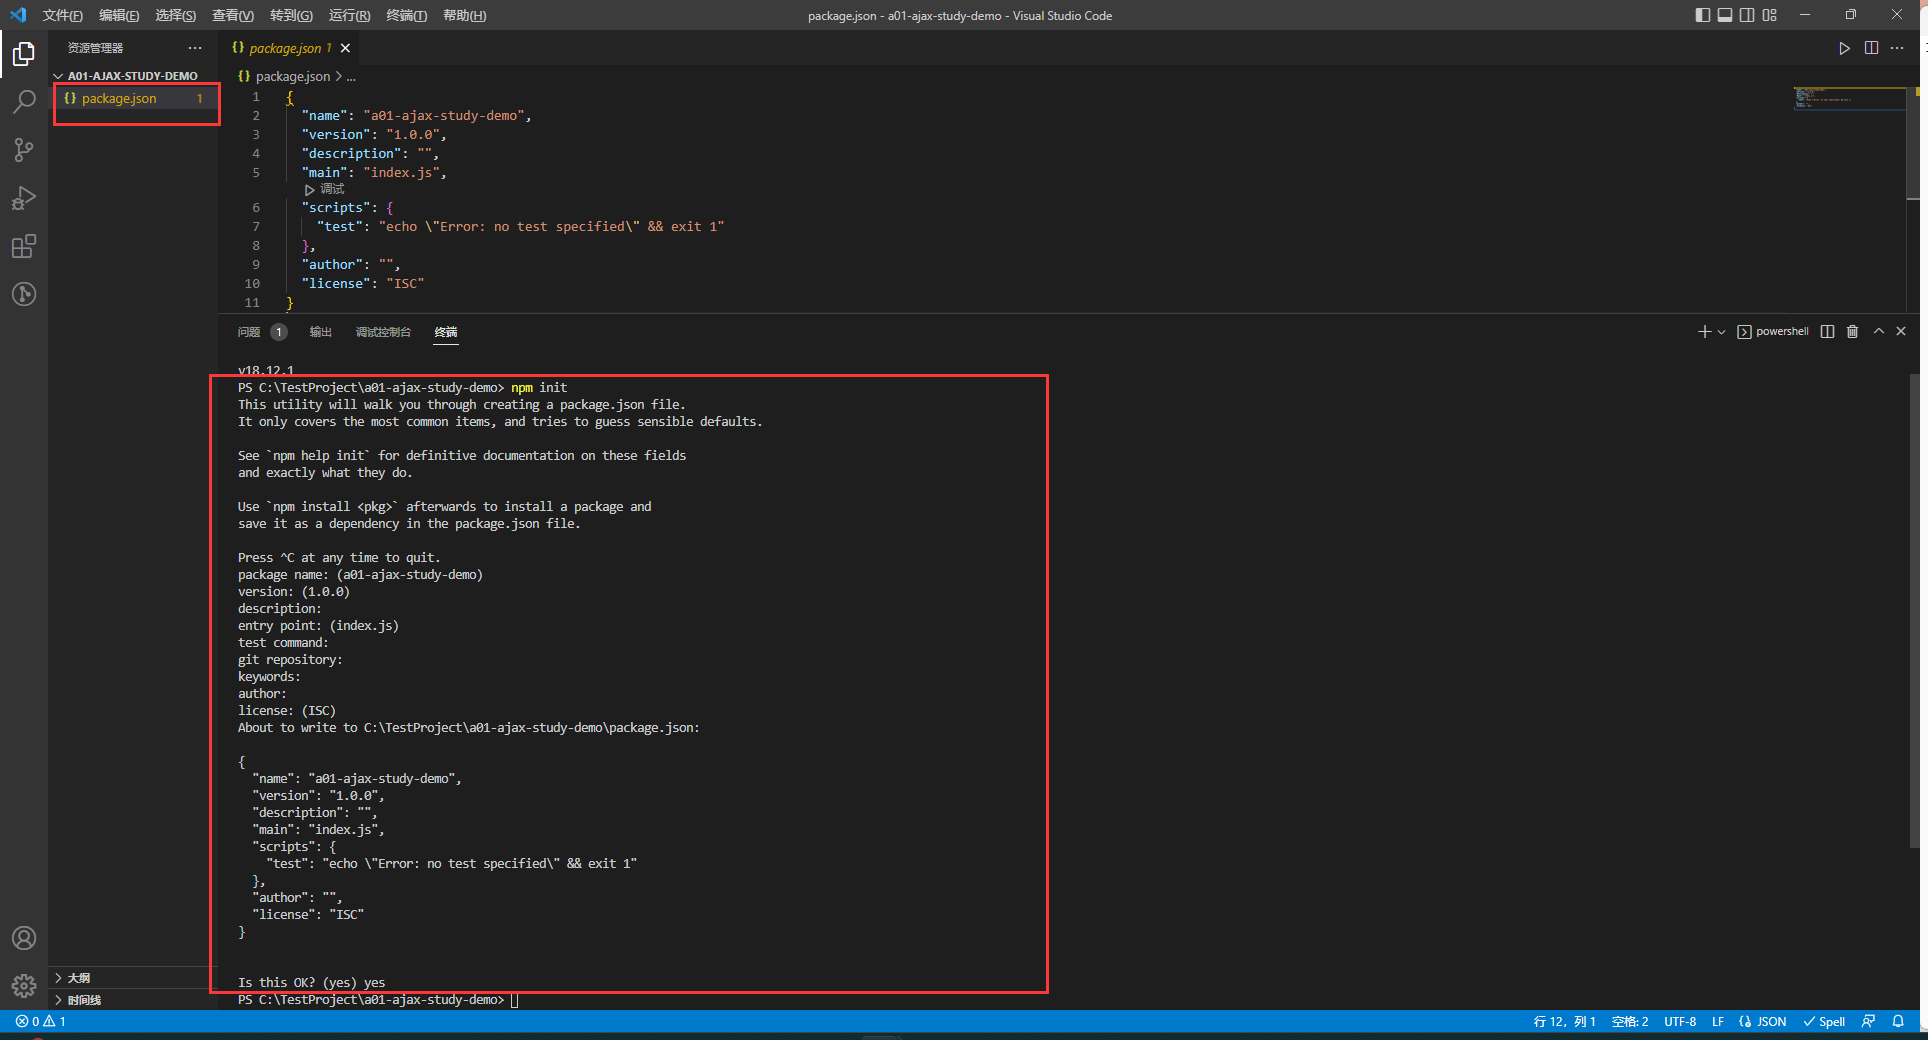 文件(F) 编辑(E) 选择(S) 查看(V) 转到(G) 运行(R) 终端(T) 帮助(H)
package.json - a01-ajax-study-demo - Visual Studio Code
资源管理器
package.json 1
A01-AJAX-STUDY-DEMO
{} package.json 1
{} package.json > ...
1 {
2 "name": "a01-ajax-study-demo",
3 "version": "1.0.0",
4 "description": "",
5 "main": "index.js",
调试
6 "scripts": {
7 "test": "echo \"Error: no test specified\" && exit 1"
8 },
9 "author": "",
10 "license": "ISC"
11 }
问题 1 输出 调试控制台 终端
powershell
v18.12.1
PS C:\TestProject\a01-ajax-study-demo> npm init
This utility will walk you through creating a package.json file.
It only covers the most common items, and tries to guess sensible defaults.
See `npm help init` for definitive documentation on these fields
and exactly what they do.
Use `npm install <pkg>` afterwards to install a package and
save it as a dependency in the package.json file.
Press ^C at any time to quit.
package name: (a01-ajax-study-demo)
version: (1.0.0)
description:
entry point: (index.js)
test command:
git repository:
keywords:
author:
license: (ISC)
About to write to C:\TestProject\a01-ajax-study-demo\package.json:
{
"name": "a01-ajax-study-demo",
"version": "1.0.0",
"description": "",
"main": "index.js",
"scripts": {
"test": "echo \"Error: no test specified\" && exit 1"
},
"author": "",
"license": "ISC"
}
Is this OK? (yes) yes
PS C:\TestProject\a01-ajax-study-demo>
大纲
时间线
0 1
行 12, 列 1 空格: 2 UTF-8 LF {} JSON Spell